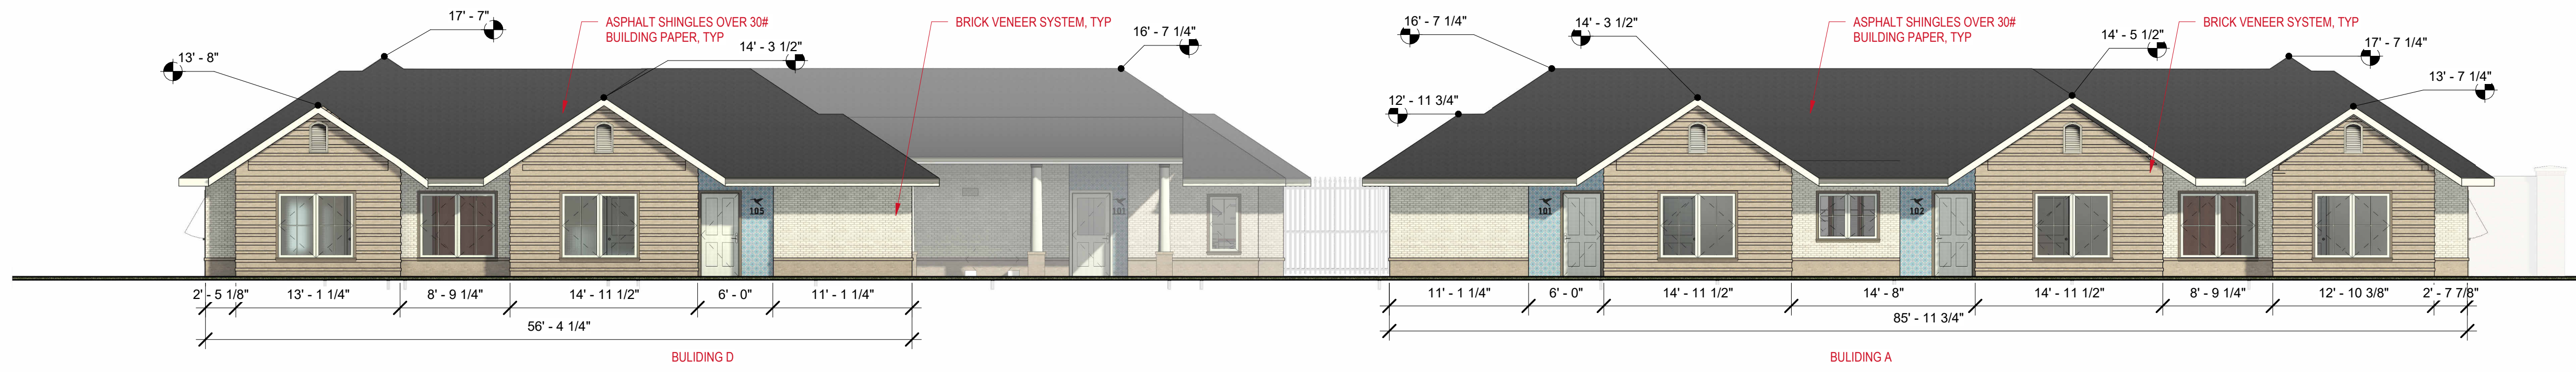 17' - 7"
ASPHALT SHINGLES OVER 30#
BUILDING PAPER, TYP
BRICK VENEER SYSTEM, TYP
13' - 8"
14' - 3 1/2"
16' - 7 1/4"
16' - 7 1/4"
14' - 3 1/2"
ASPHALT SHINGLES OVER 30#
BUILDING PAPER, TYP
BRICK VENEER SYSTEM, TYP
14' - 5 1/2"
17' - 7 1/4"
13' - 7 1/4"
12' - 11 3/4"
105
101
101
102
2' - 5 1/8"
13' - 1 1/4"
8' - 9 1/4"
14' - 11 1/2"
6' - 0"
11' - 1 1/4"
56' - 4 1/4"
BULIDING D
11' - 1 1/4"
6' - 0"
14' - 11 1/2"
14' - 8"
14' - 11 1/2"
8' - 9 1/4"
12' - 10 3/8"
2' - 7 7/8"
85' - 11 3/4"
BULIDING A